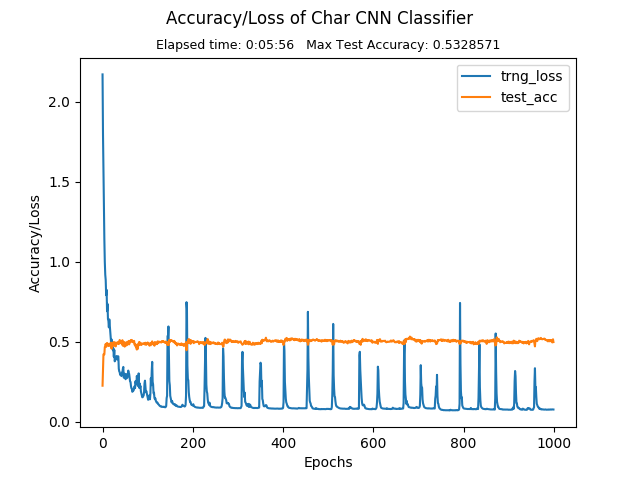 Accuracy/Loss of Char CNN Classifier
Elapsed time: 0:05:56   Max Test Accuracy: 0.5328571
trng_loss
test_acc
2.0
1.5
1.0
0.5
0.0
Accuracy/Loss
0 200 400 600 800 1000
Epochs